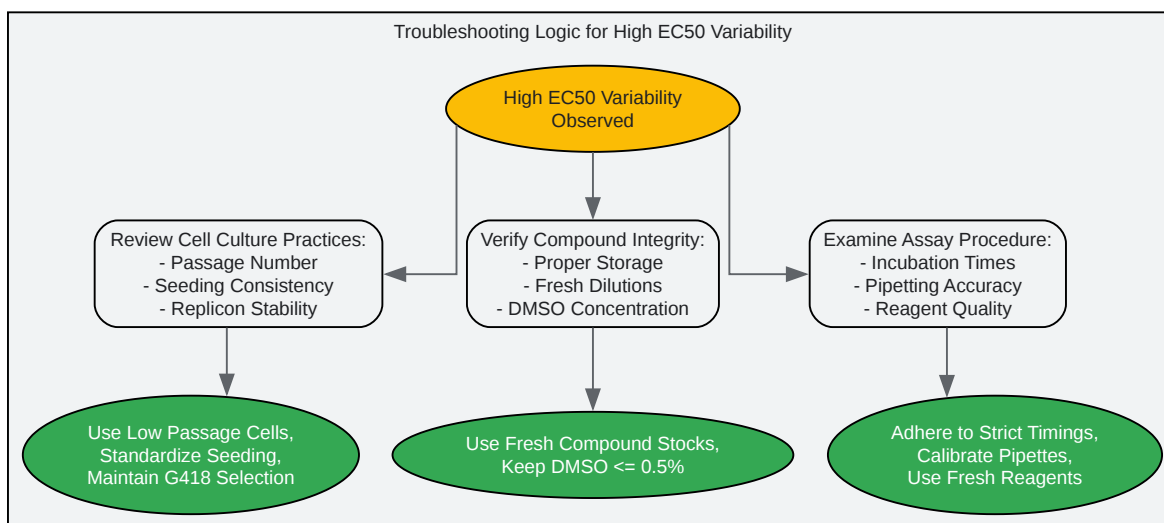 Troubleshooting Logic for High EC50 Variability
High EC50 Variability
Observed
Review Cell Culture Practices:
- Passage Number
- Seeding Consistency
- Replicon Stability
Verify Compound Integrity:
- Proper Storage
- Fresh Dilutions
- DMSO Concentration
Examine Assay Procedure:
- Incubation Times
- Pipetting Accuracy
- Reagent Quality
Use Low Passage Cells,
Standardize Seeding,
Maintain G418 Selection
Use Fresh Compound Stocks,
Keep DMSO <= 0.5%
Adhere to Strict Timings,
Calibrate Pipettes,
Use Fresh Reagents